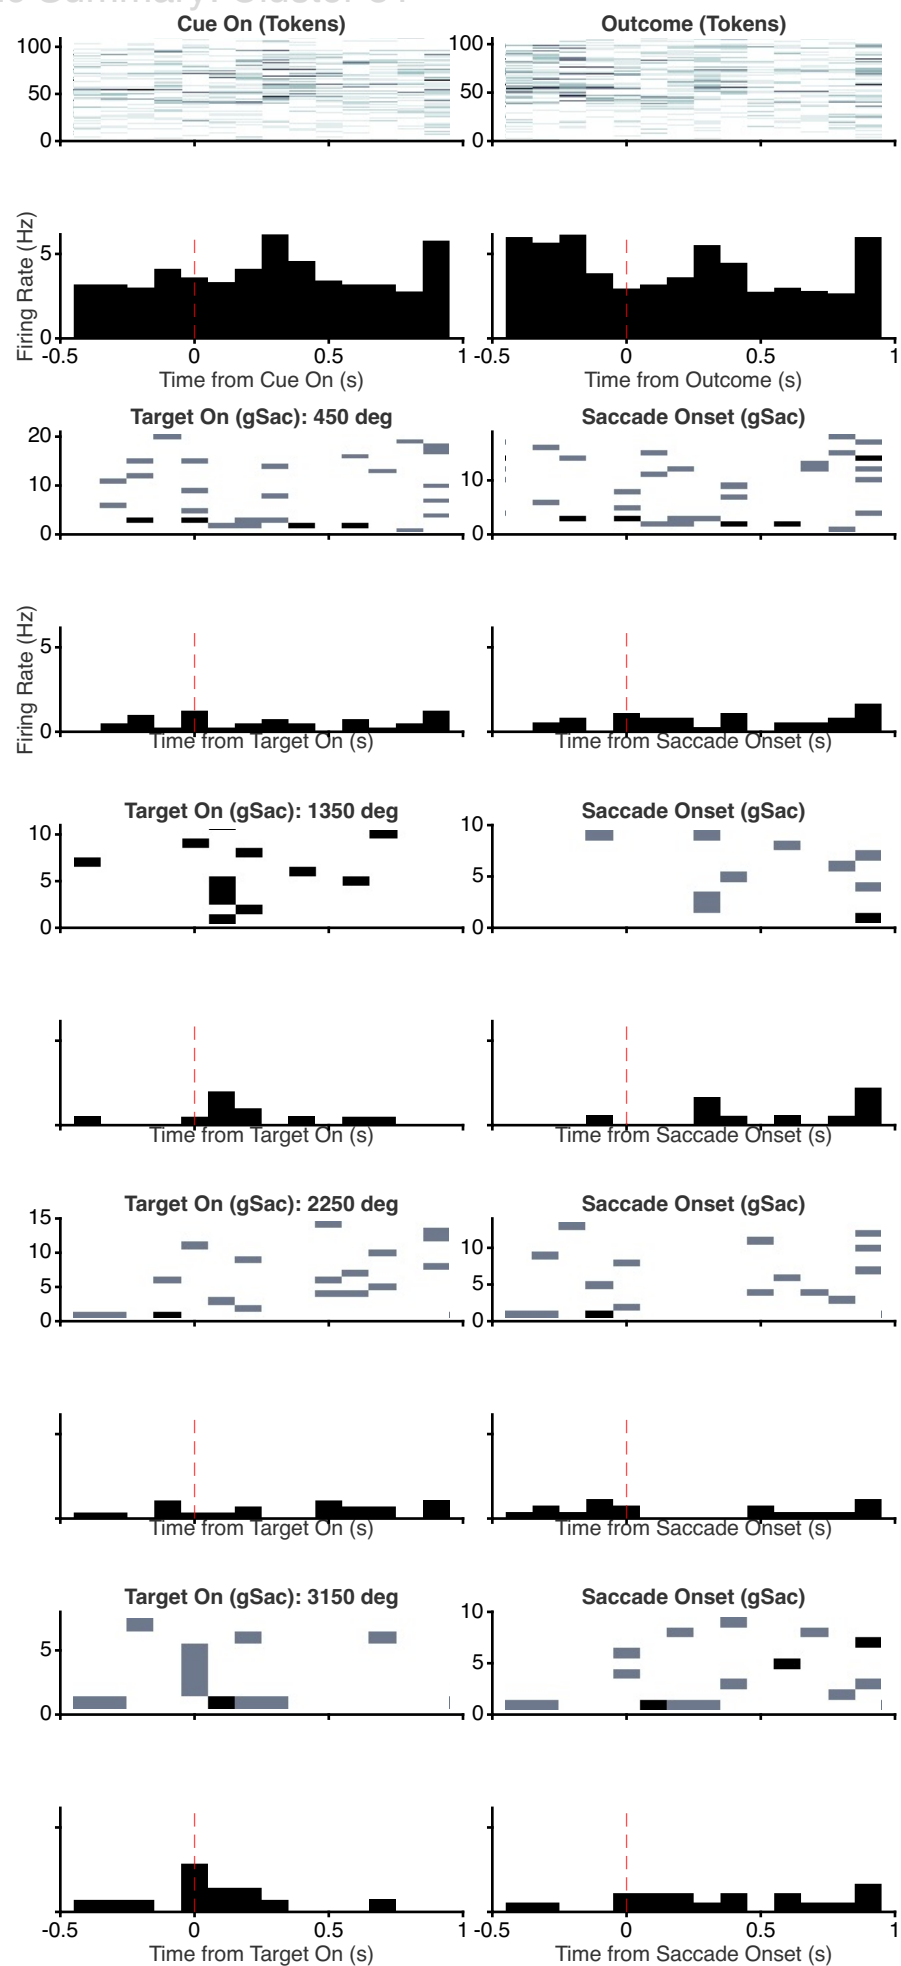 Summary: Cluster
Cue On (Tokens)
Outcome (Tokens)
100
50
0
100
50
0
Firing Rate (Hz)
5
0
-0.5 0 0.5 1
-0.5 0 0.5 1
Time from Cue On (s)
Time from Outcome (s)
Target On (gSac): 450 deg
Saccade Onset (gSac)
20
10
0
10
0
Firing Rate (Hz)
5
0
Time from Target On (s)
Time from Saccade Onset (s)
Target On (gSac): 1350 deg
Saccade Onset (gSac)
10
5
0
10
5
0
Time from Target On (s)
Time from Saccade Onset (s)
Target On (gSac): 2250 deg
Saccade Onset (gSac)
15
10
5
0
10
5
0
Time from Target On (s)
Time from Saccade Onset (s)
Target On (gSac): 3150 deg
Saccade Onset (gSac)
5
0
10
5
0
-0.5 0 0.5 1
-0.5 0 0.5 1
Time from Target On (s)
Time from Saccade Onset (s)